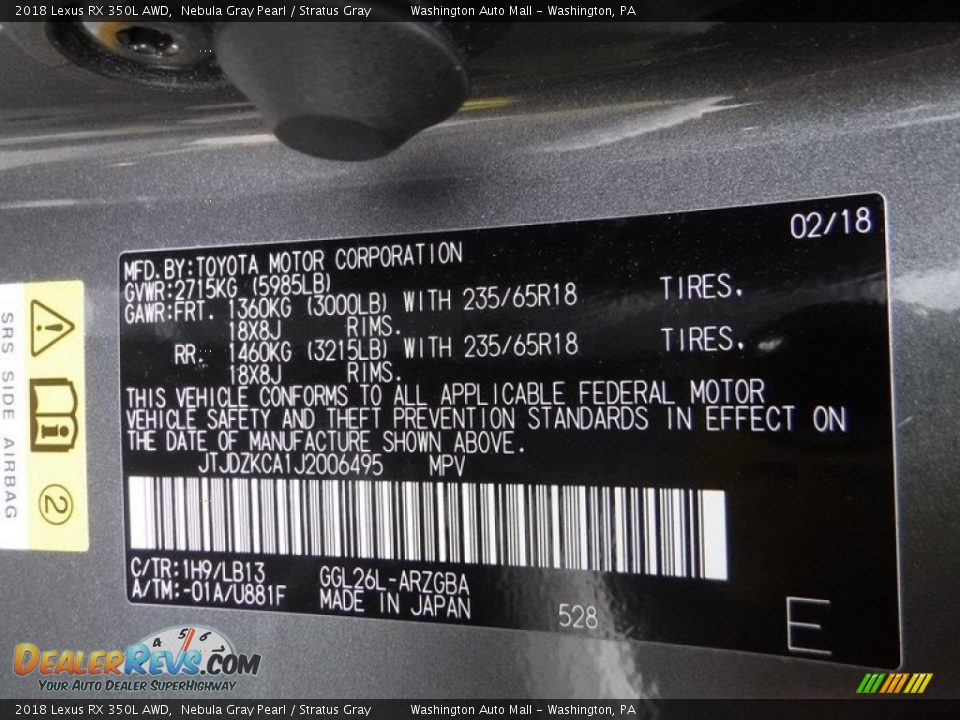 2018 Lexus RX 350L AWD, Nebula Gray Pearl / Stratus Gray Washington Auto Mall - Washington, PA
02/18
MFD.BY:TOYOTA MOTOR CORPORATION
GVWR:2715KG (5985LB)
GAWR:FRT. 1360KG (3000LB) WITH 235/65R18 TIRES.
18X8J RIMS.
RR. 1460KG (3215LB) WITH 235/65R18 TIRES.
18X8J RIMS.
THIS VEHICLE CONFORMS TO ALL APPLICABLE FEDERAL MOTOR
VEHICLE SAFETY AND THEFT PREVENTION STANDARDS IN EFFECT ON
THE DATE OF MANUFACTURE SHOWN ABOVE.
JTJDZKCA1J2006495 MPV
C/TR:1H9/LB13 GGL26L-ARZGBA
A/TM:-01A/U881F MADE IN JAPAN
528
E
SRS SIDE AIRBAG
2
4 5 6
DEALERREVS.COM
YOUR AUTO DEALER SUPERHIGHWAY
2018 Lexus RX 350L AWD, Nebula Gray Pearl / Stratus Gray Washington Auto Mall - Washington, PA